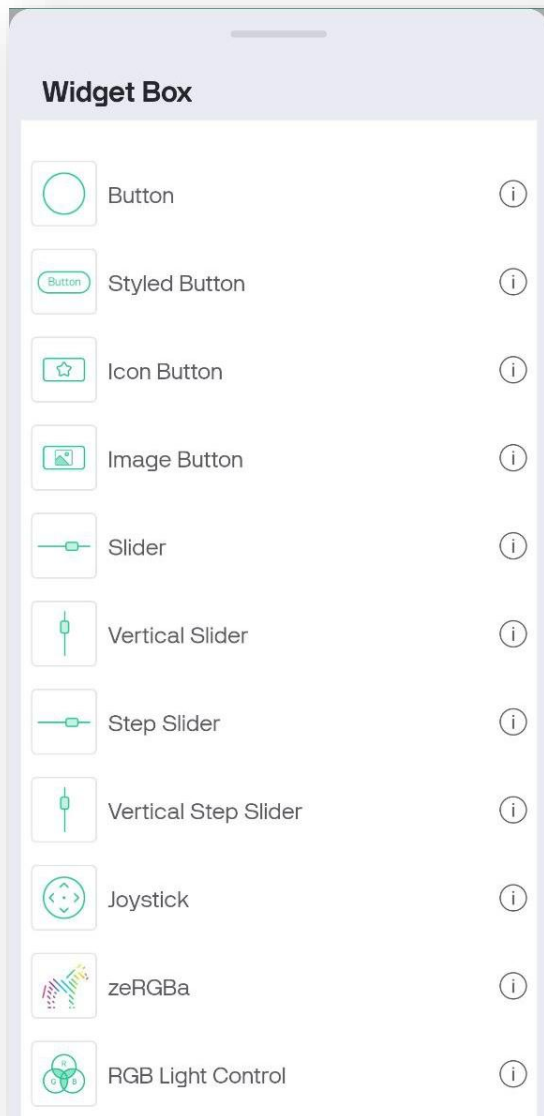 Widget Box
Button
Button
Styled Button
Icon Button
Image Button
Slider
Vertical Slider
Step Slider
Vertical Step Slider
Joystick
zeRGBa
R
G B
RGB Light Control